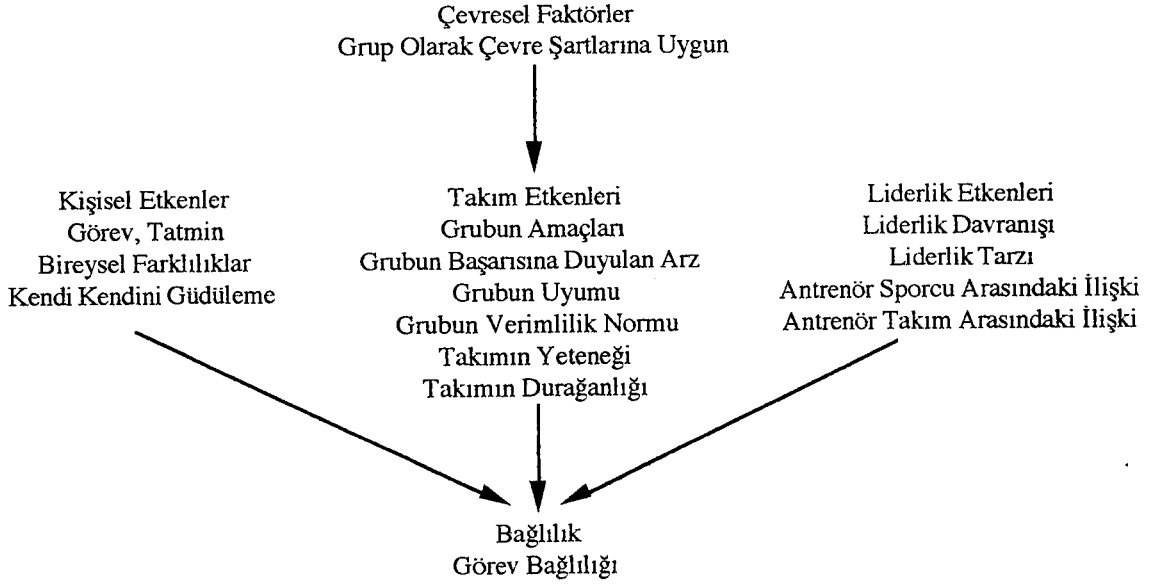 Çevresel Faktörler
Grup Olarak Çevre Şartlarına Uygun
Kişisel Etkenler
Görev, Tatmin
Bireysel Farklılıklar
Kendi Kendini Güdüleme
Takım Etkenleri
Grubun Amaçları
Grubun Başarısına Duyulan Arz
Grubun Uyumu
Grubun Verimlilik Normu
Takımın Yeteneği
Takımın Durağanlığı
Liderlik Etkenleri
Liderlik Davranışı
Liderlik Tarzı
Antrenör Sporcu Arasındaki İlişki
Antrenör Takım Arasındaki İlişki
Bağlılık
Görev Bağlılığı